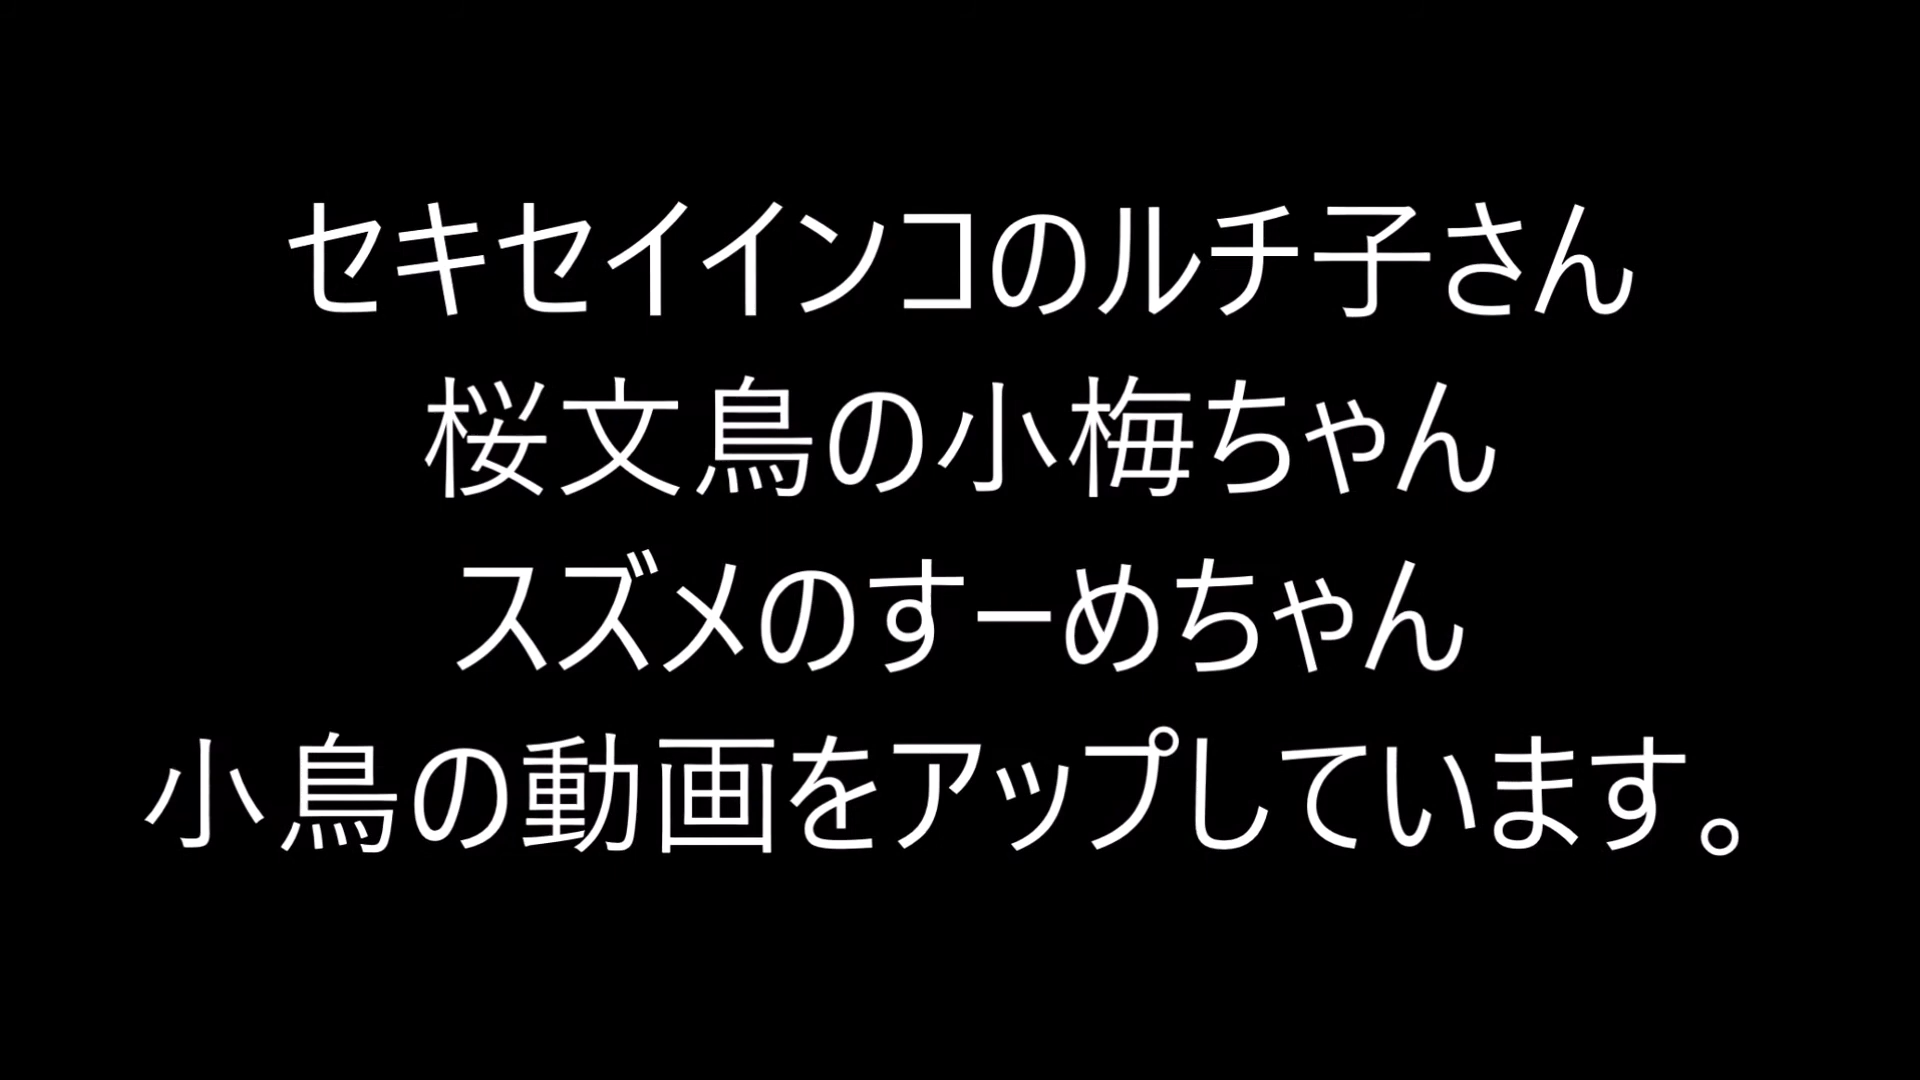 セキセイインコのルチ子さん
桜文鳥の小梅ちゃん
スズメのすーめちゃん
小鳥の動画をアップしています。